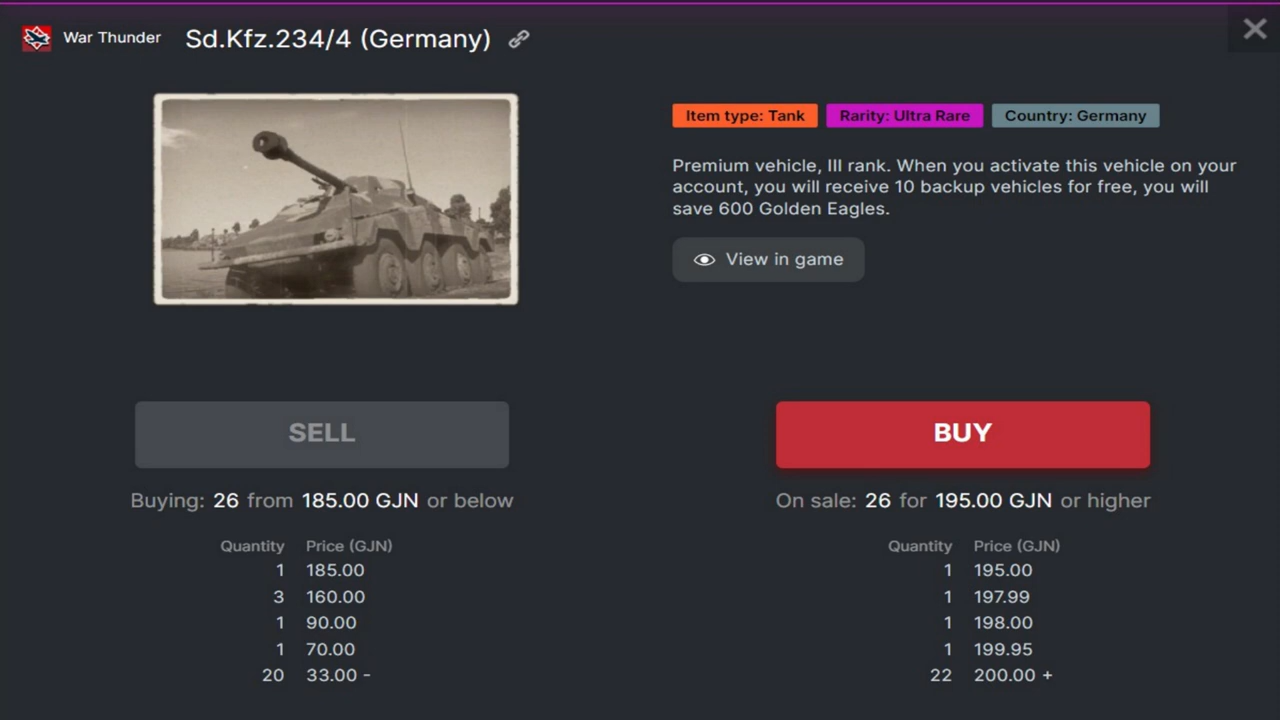 War Thunder Sd.Kfz.234/4 (Germany)
Item type: Tank Rarity: Ultra Rare Country: Germany
Premium vehicle, III rank. When you activate this vehicle on your
account, you will receive 10 backup vehicles for free, you will
save 600 Golden Eagles.
View in game
SELL
Buying: 26 from 185.00 GJN or below
Quantity Price (GJN)
1 185.00
3 160.00
1 90.00
1 70.00
20 33.00 -
BUY
On sale: 26 for 195.00 GJN or higher
Quantity Price (GJN)
1 195.00
1 197.99
1 198.00
1 199.95
22 200.00 +